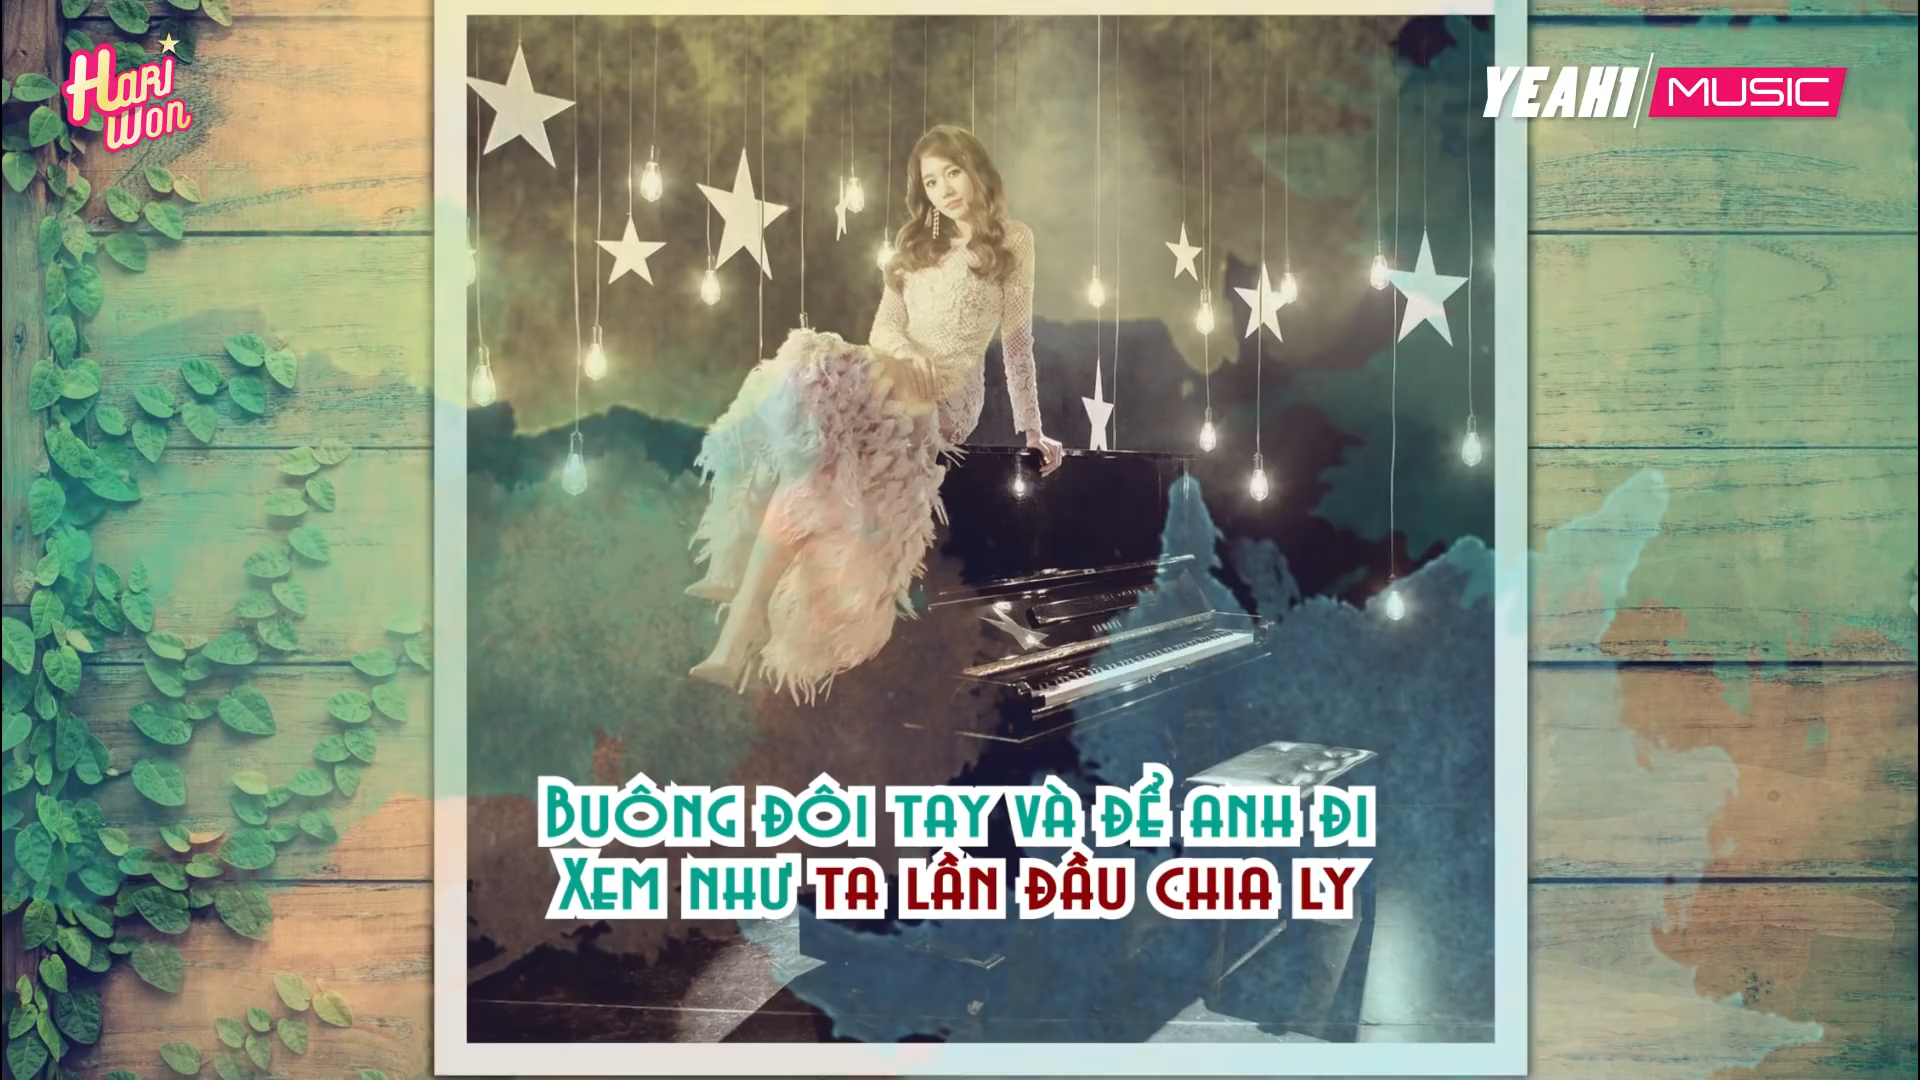 HARI
WON
YEAH1 MUSIC
BUÔNG ĐÔI TAY VÀ ĐỂ ANH ĐI
XEM NHƯ TA LẦN ĐẦU CHIA LY